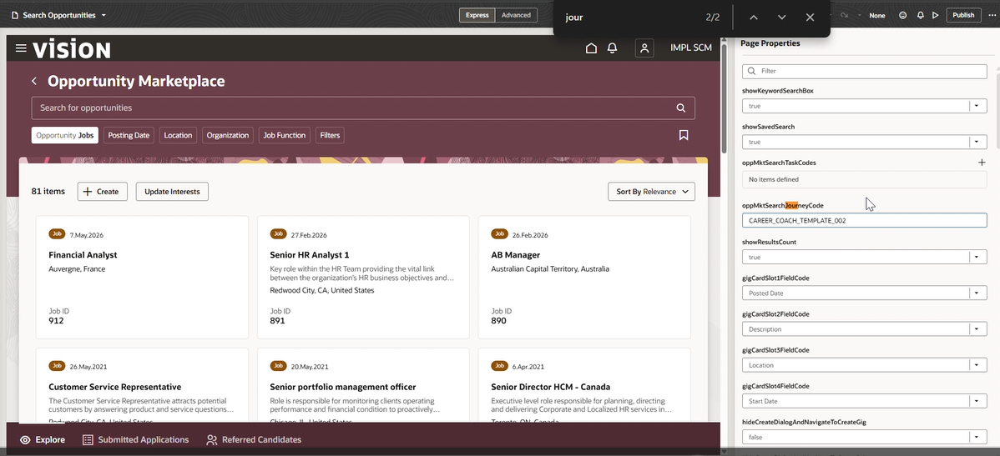 Search Opportunities
Express
Advanced
jour
2/2
None
Publish
vision
IMPL SCM
Opportunity Marketplace
Search for opportunities
Opportunity Jobs
Posting Date
Location
Organization
Job Function
Filters
81 items
Create
Update Interests
Sort By Relevance
Job 7.May.2026
Financial Analyst
Auvergne, France
Job ID
912
Job 27.Feb.2026
Senior HR Analyst 1
Key role within the HR Team providing the vital link
between the organization's HR business objectives and...
Redwood City, CA, United States
Job ID
891
Job 26.Feb.2026
AB Manager
Australian Capital Territory, Australia
Job ID
890
Job 26.May.2021
Customer Service Representative
The Customer Service Representative attracts potential
customers by answering product and service questions...
Redwood City, CA, United States
Job 20.May.2021
Senior portfolio management officer
Role is responsible for monitoring clients operating
performance and financial condition to proactively...
Chicago, IL, United States
Job 6.Apr.2021
Senior Director HCM - Canada
Executive level role responsible for planning, directing
and delivering Corporate and Localized HR services in...
Toronto, ON, Canada
Explore
Submitted Applications
Referred Candidates
Page Properties
Filter
showKeywordSearchBox
true
showSavedSearch
true
oppMktSearchTaskCodes
No items defined
oppMktSearchJourneyCode
CAREER_COACH_TEMPLATE_002
showResultsCount
true
gigCardSlot1FieldCode
Posted Date
gigCardSlot2FieldCode
Description
gigCardSlot3FieldCode
Location
gigCardSlot4FieldCode
Start Date
hideCreateDialogAndNavigateToCreateGig
false